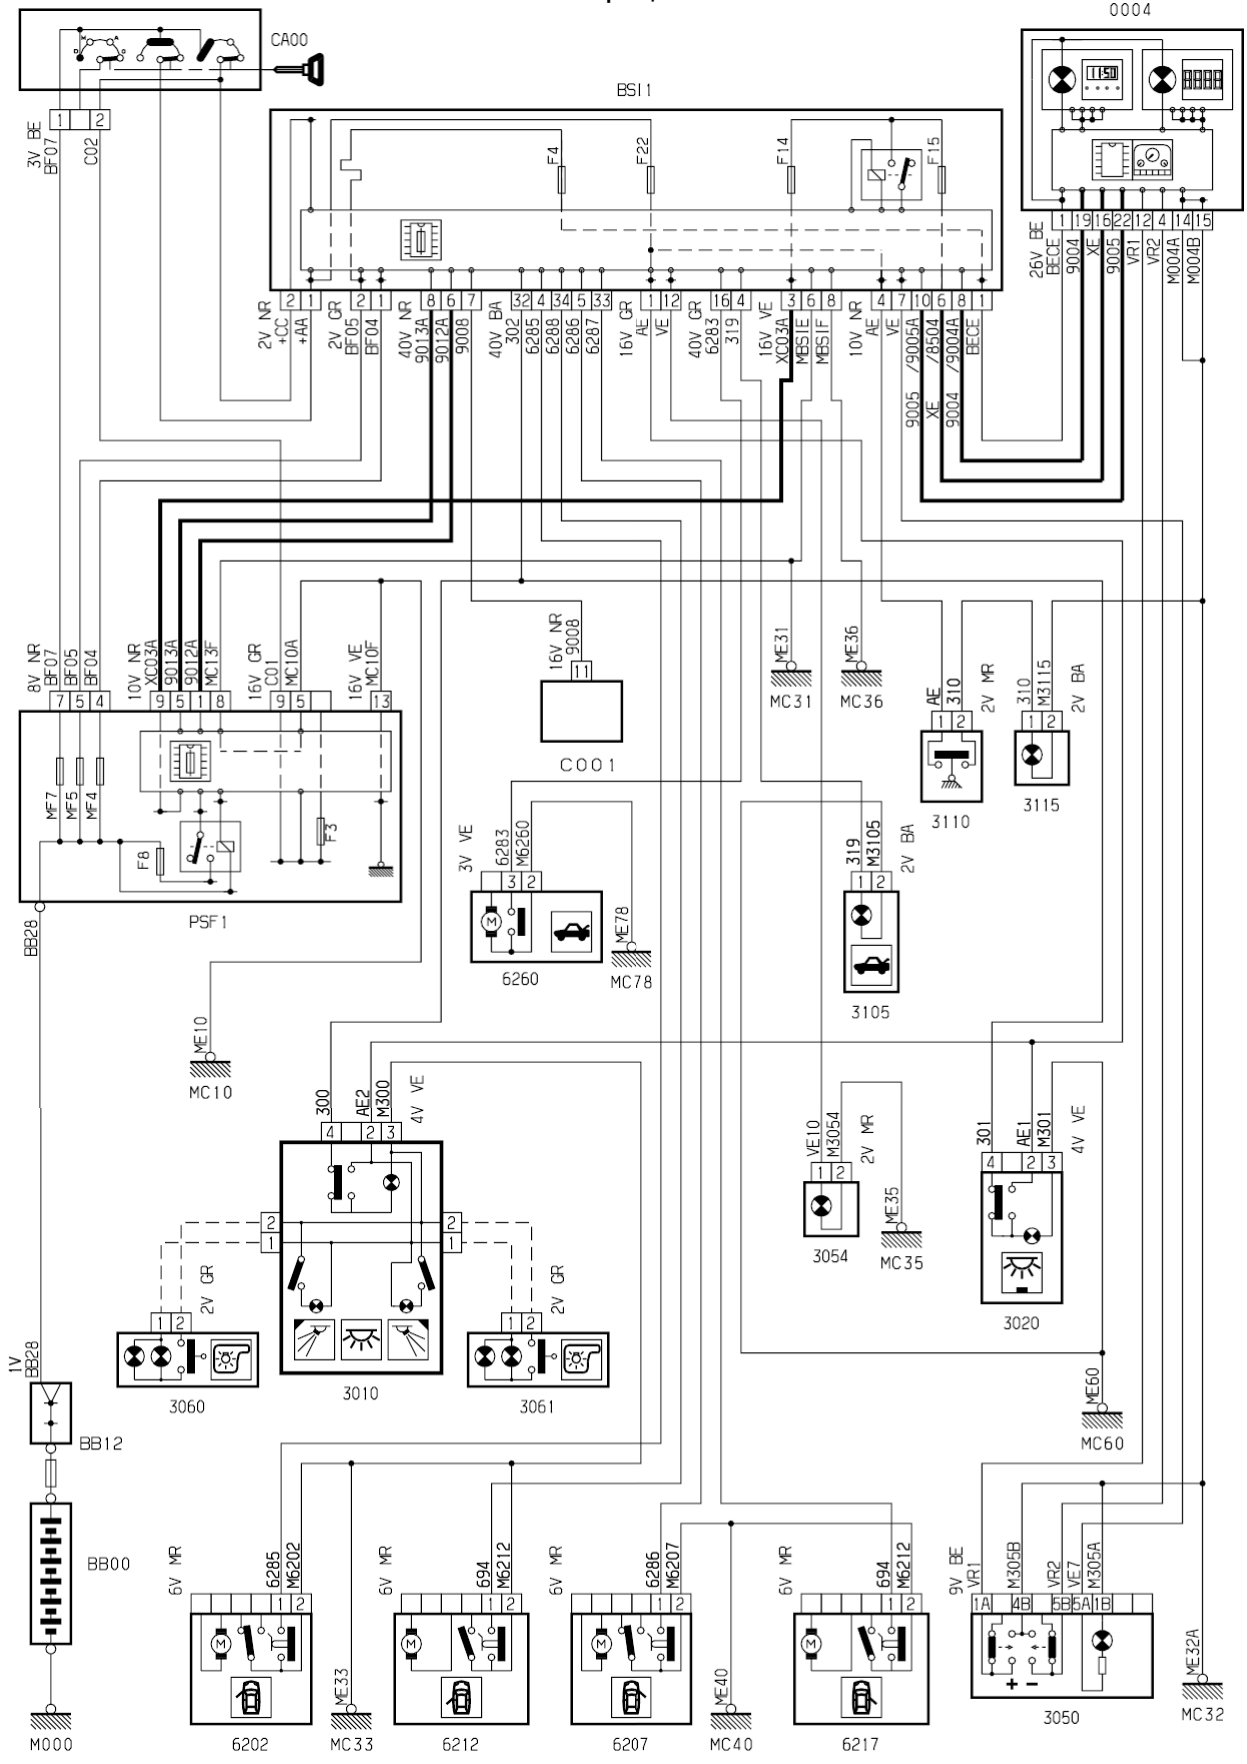 0004
CA00
M
A
D
C
11:50
8888
BSI1
1
2
3V BE
BF07
C02
F4
F22
F14
F15
1 19 16 22 12 4 14 15
26V BE
BECE
9004
XE
9005
VR1
VR2
M004A
M004B
2 1
2 1
8 6 7
32 4 34 5 33
1 12
16 4
3 6 8
4 7 10 6 8 1
2V NR
+CC
+AA
2V GR
BF05
BF04
40V NR
9013A
9012A
9008
40V BA
302
6285
6288
6286
6287
16V GR
AE
VE
40V GR
6283
319
16V VE
XC03A
MBSIE
MBSIF
10V NR
AE
VE
9005 /9005A
XE /8504
9004 /9004A
BECE
8V NR
BF07
BF05
BF04
10V NR
XC03A
9013A
9012A
MC13F
16V GR
C01
MC10A
16V VE
MC10F
7 5 4
9 5 1 8
9 5
13
16V NR
9008
11
C001
ME31
MC31
ME36
MC36
AE
310
2V MR
1 2
3110
310
M3115
2V BA
1 2
3115
MF7
MF5
MF4
F8
F3
PSF1
BB28
3V VE
6283
M6260
3 2
M
6260
ME78
MC78
319
M3105
2V BA
1 2
3105
ME10
MC10
300
AE2
M300
4V VE
4 2 3
2
1
2
1
3010
2V GR
1 2
3060
2V GR
1 2
3061
VE10
M3054
2V MR
1 2
3054
ME35
MC35
301
AE1
M301
4V VE
4 2 3
3020
ME60
MC60
1V
BB28
BB12
BB00
M000
6V MR
6285
M6202
1 2
M
6202
ME33
MC33
6V MR
694
M6212
1 2
M
6212
6V MR
6286
M6207
1 2
M
6207
ME40
MC40
6V MR
694
M6212
1 2
M
6217
9V BE
VR1
M305B
VR2
VE7
M305A
1A 4B 5B 5A 1B
+ -
3050
ME32A
MC32